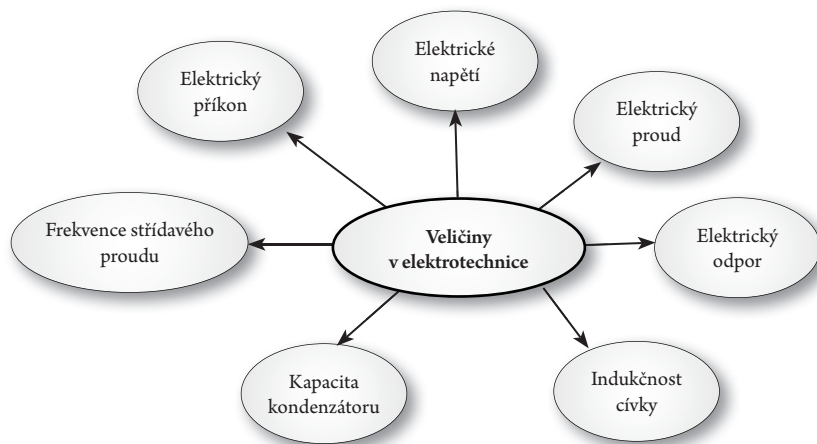 Elektrické
napětí
Elektrický
příkon
Elektrický
proud
Frekvence střídavého
proudu
Veličiny
v elektrotechnice
Elektrický
odpor
Kapacita
kondenzátoru
Indukčnost
cívky